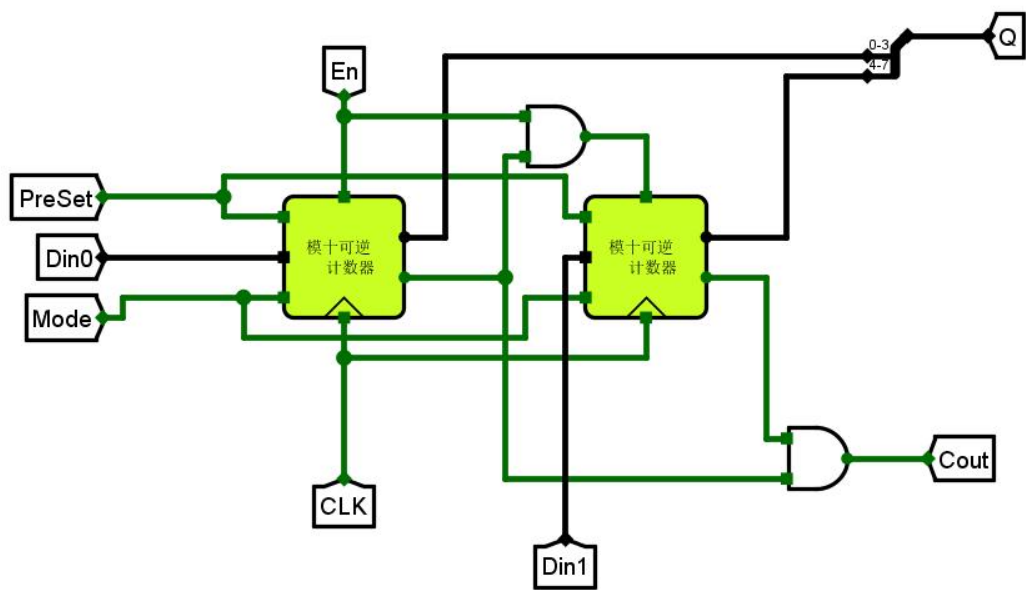 Q
0-3
4-7
En
PreSet
模十可逆
计数器
模十可逆
计数器
Din0
Mode
Cout
CLK
Din1